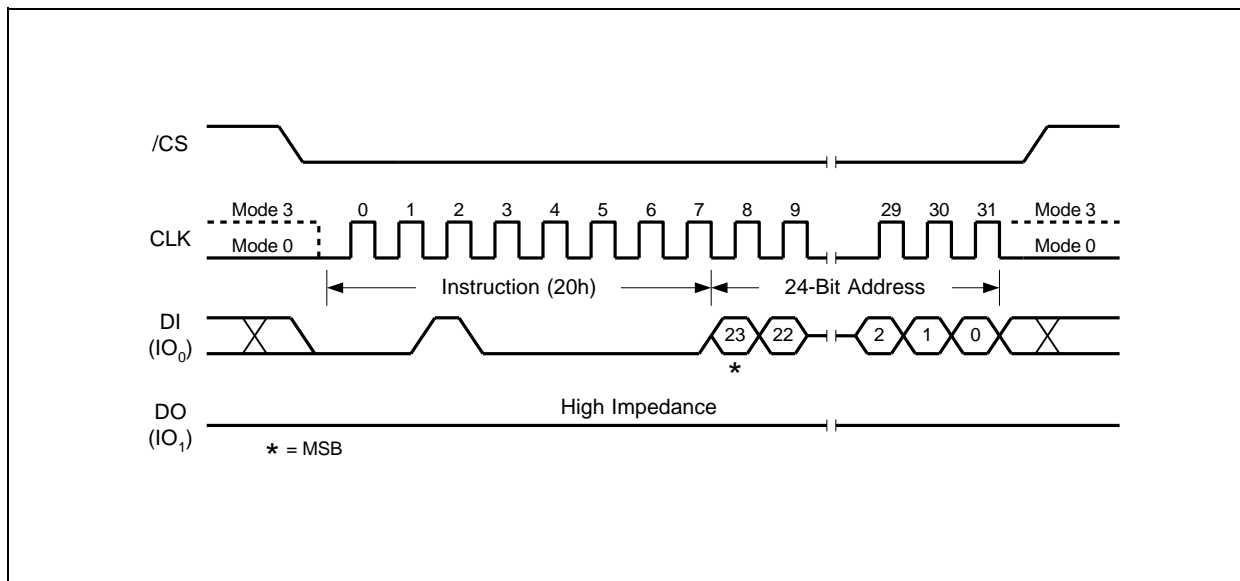 /CS
Mode 3
0 1 2 3 4 5 6 7 8 9 29 30 31
Mode 3
CLK
Mode 0
Mode 0
Instruction (20h)
24-Bit Address
DI
(IO0)
23 22 2 1 0
*
DO
(IO1)
High Impedance
* = MSB